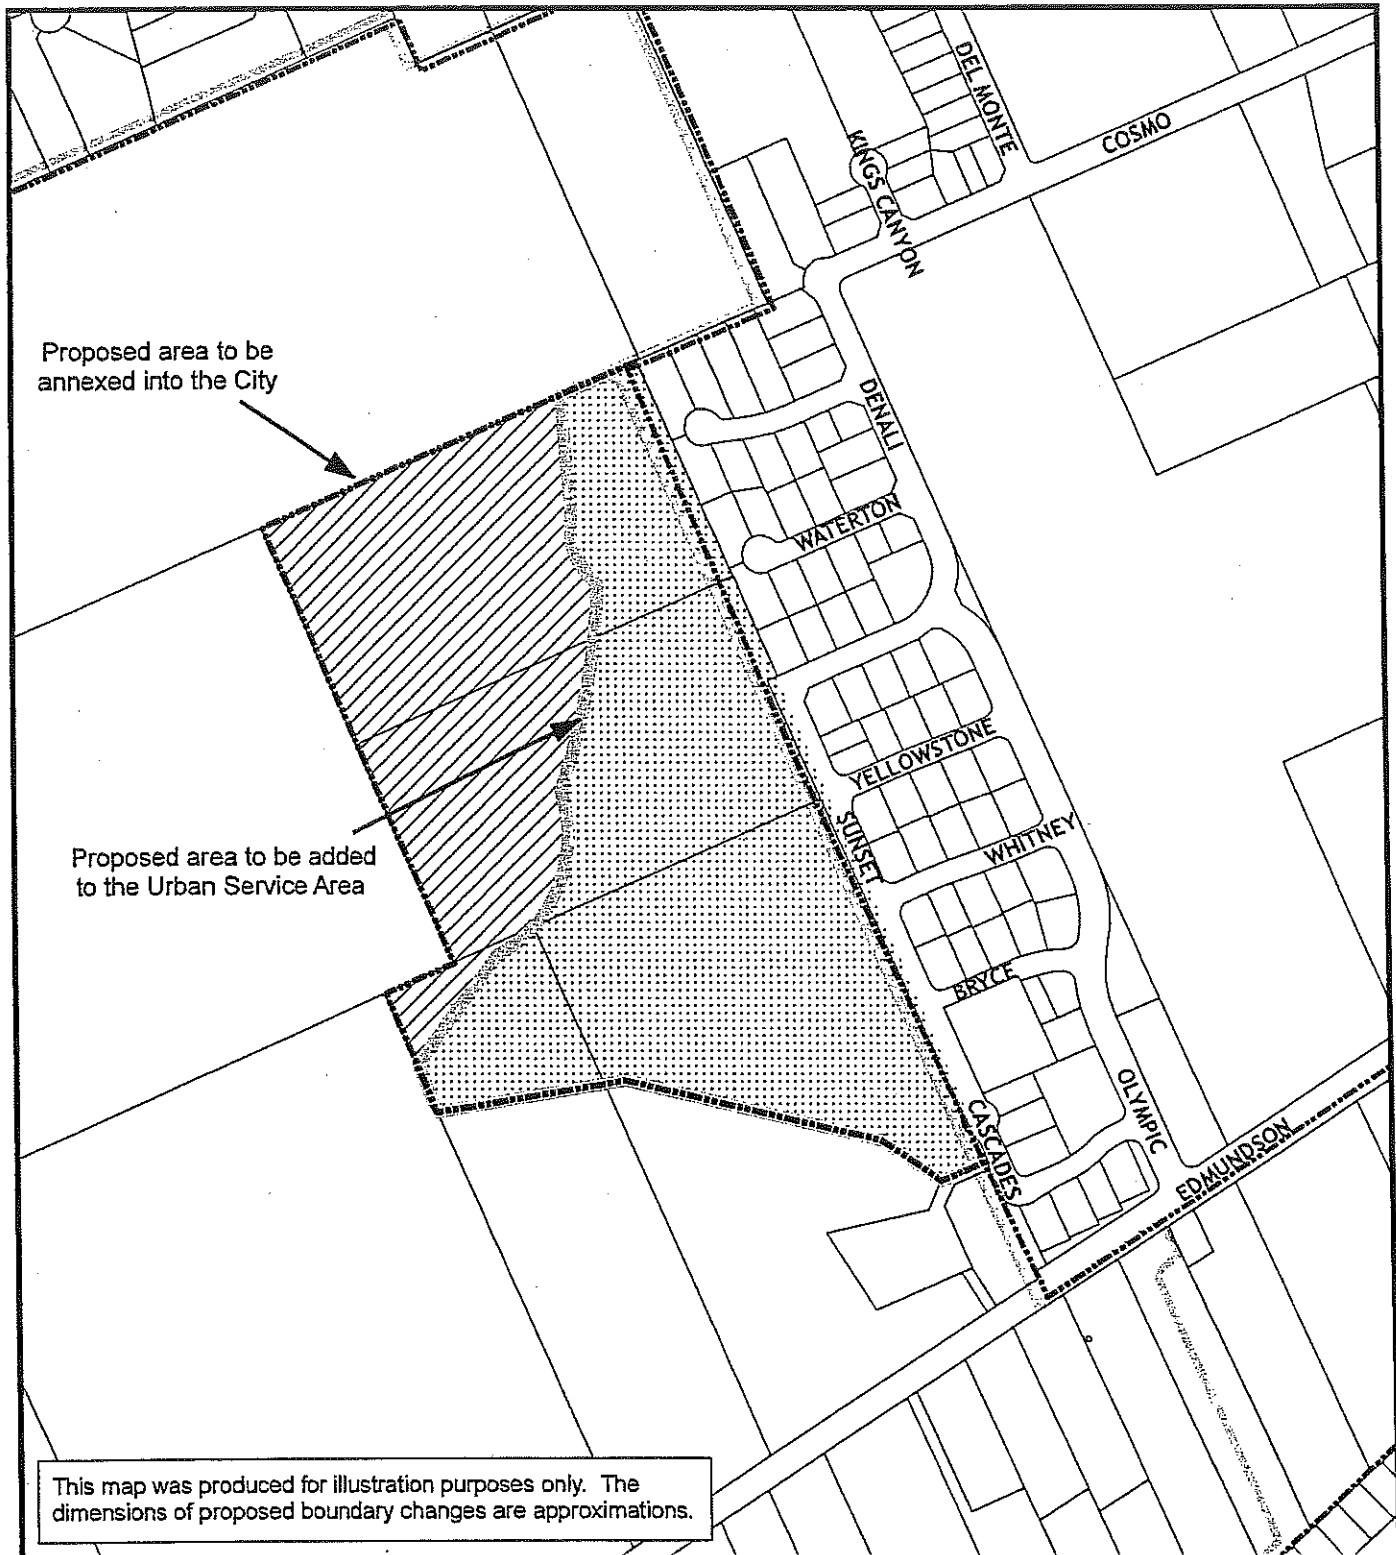 DEL MONTE
COSMO
KINGS CANYON
Proposed area to be
annexed into the City
DENALI
WATERTON
YELLOWSTONE
SUNSET
WHITNEY
Proposed area to be added
to the Urban Service Area
BRYCE
OLYMPIC
CASCADES
EDMUNDSON
This map was produced for illustration purposes only. The
dimensions of proposed boundary changes are approximations.